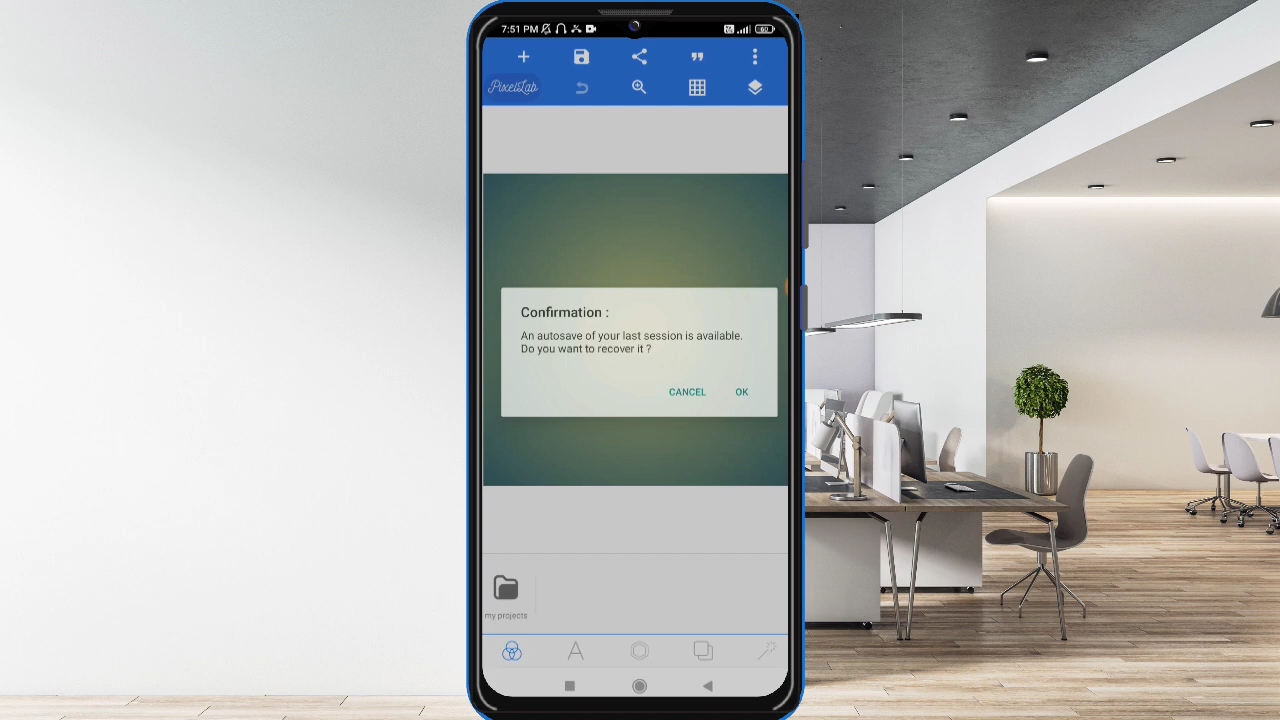 7:51 PM
60
PixelLab
Confirmation :
An autosave of your last session is available.
Do you want to recover it ?
CANCEL OK
my projects
A